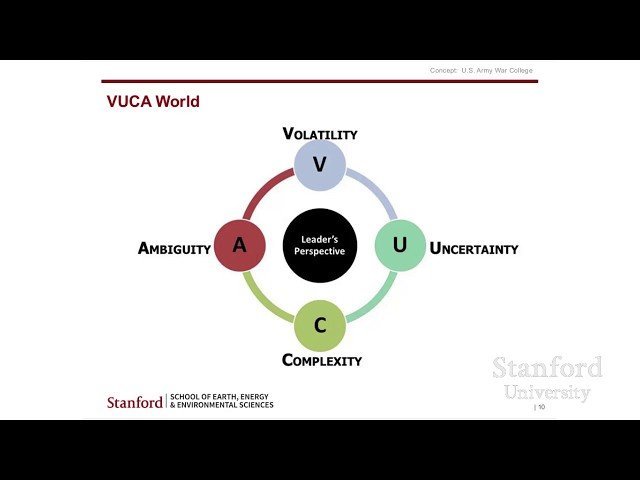 Concept: U.S. Army War College
VUCA World
VOLATILITY
V
AMBIGUITY
A
Leader's
Perspective
U
UNCERTAINTY
C
COMPLEXITY
Stanford
University
Stanford
SCHOOL OF EARTH, ENERGY
& ENVIRONMENTAL SCIENCES
| 10